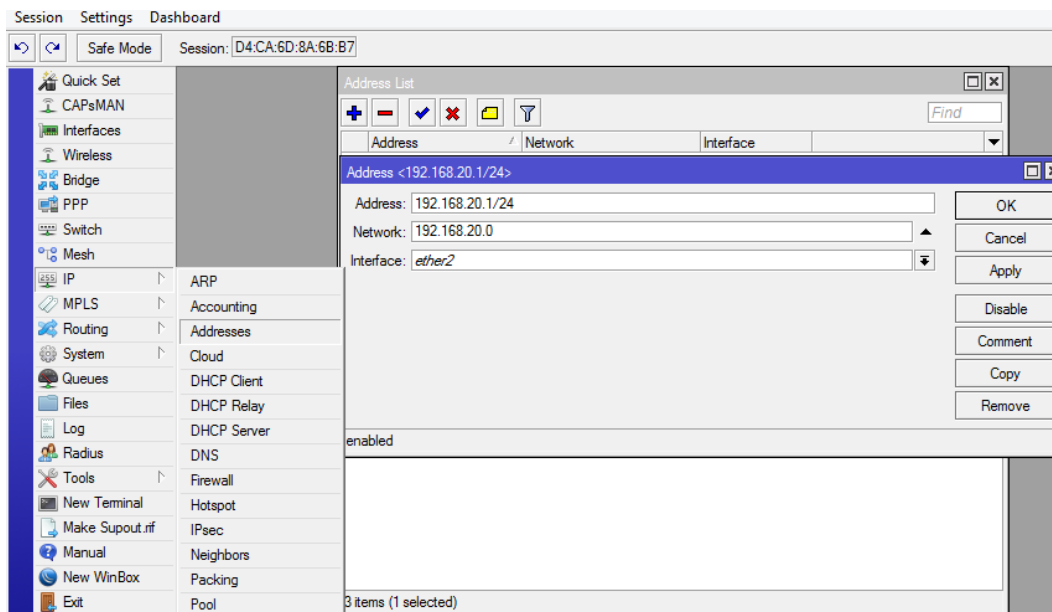 Session Settings Dashboard
Safe Mode Session: D4:CA:6D:8A:6B:B7
Quick Set
CAPsMAN
Interfaces
Wireless
Bridge
PPP
Switch
Mesh
255 IP
MPLS
Routing
System
Queues
Files
Log
Radius
Tools
New Terminal
Make Supout.rif
Manual
New WinBox
Exit
ARP
Accounting
Addresses
Cloud
DHCP Client
DHCP Relay
DHCP Server
DNS
Firewall
Hotspot
IPsec
Neighbors
Packing
Pool
Address List
Find
Address Network Interface
Address <192.168.20.1/24>
Address: 192.168.20.1/24
Network: 192.168.20.0
Interface: ether2
OK
Cancel
Apply
Disable
Comment
Copy
Remove
enabled
3 items (1 selected)